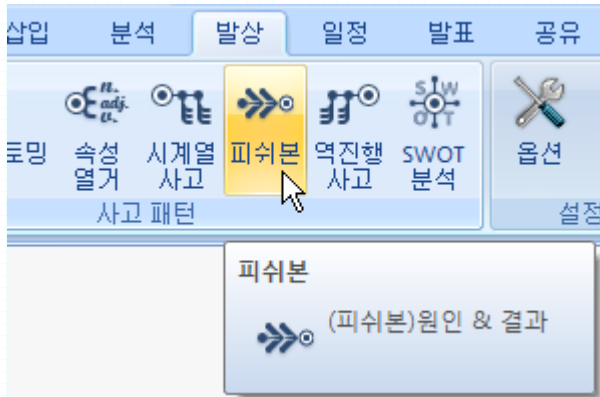 삽입 분석 발상 일정 발표 공유
n.
adj.
v.
S W
O T
토밍 속성 시계열 피쉬본 역진행 SWOT 옵션
열거 사고 사고 분석
사고 패턴 설정
피쉬본
(피쉬본)원인 & 결과